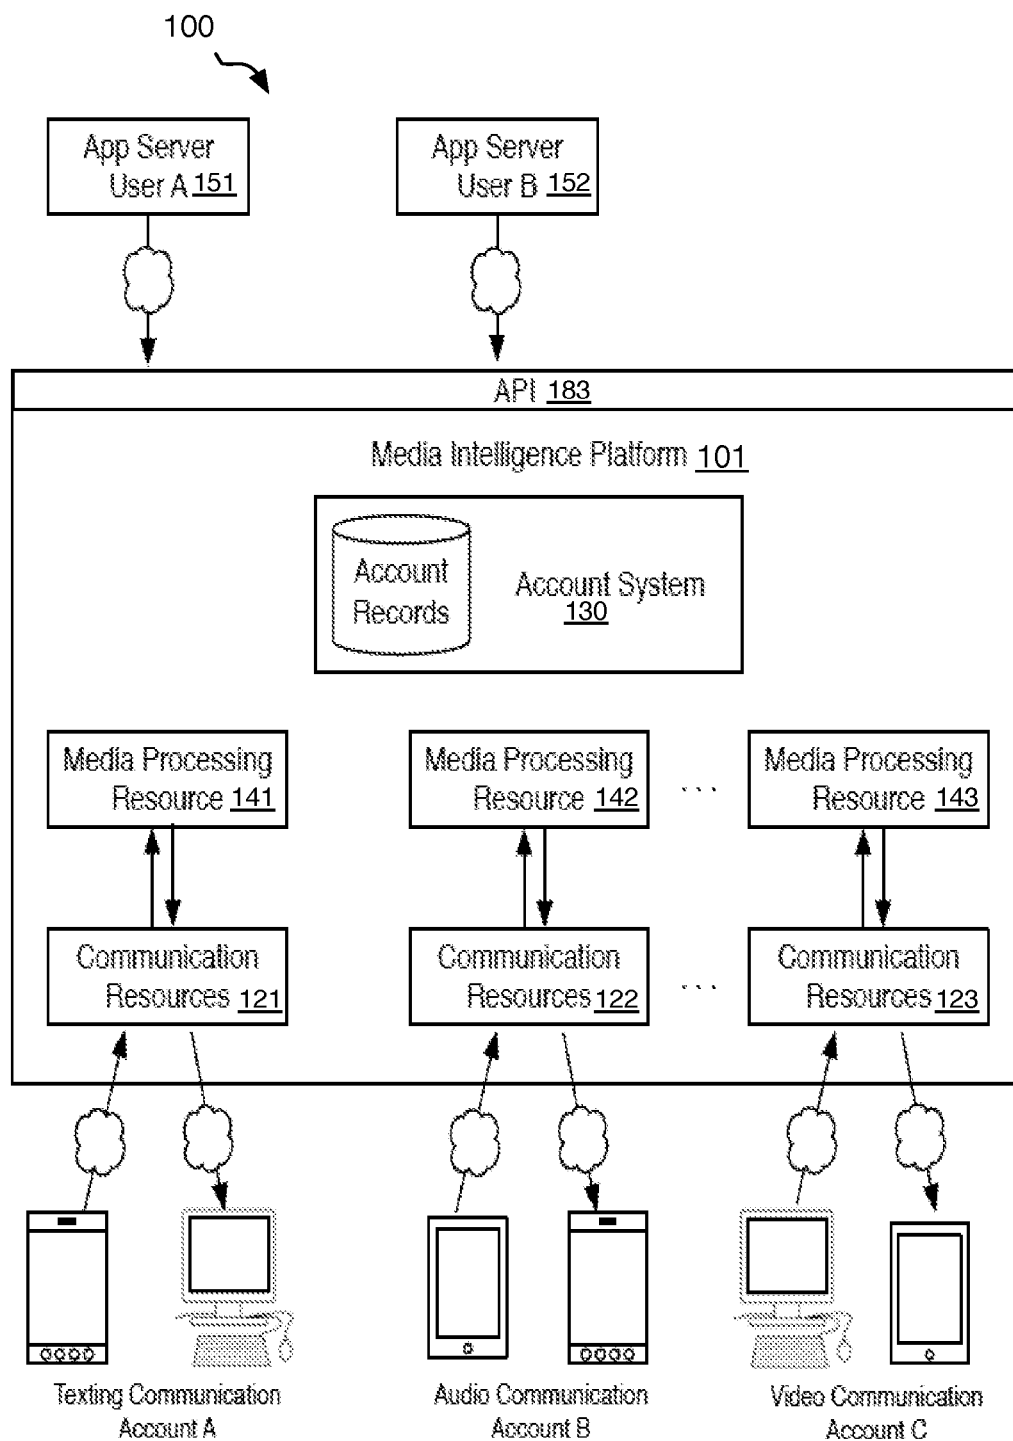 100
App Server
User A 151
App Server
User B 152
API 183
Media Intelligence Platform 101
Account
Records
Account System
130
Media Processing
Resource 141
Media Processing
Resource 142
. . .
Media Processing
Resource 143
Communication
Resources 121
Communication
Resources 122
. . .
Communication
Resources 123
Texting Communication
Account A
Audio Communication
Account B
Video Communication
Account C